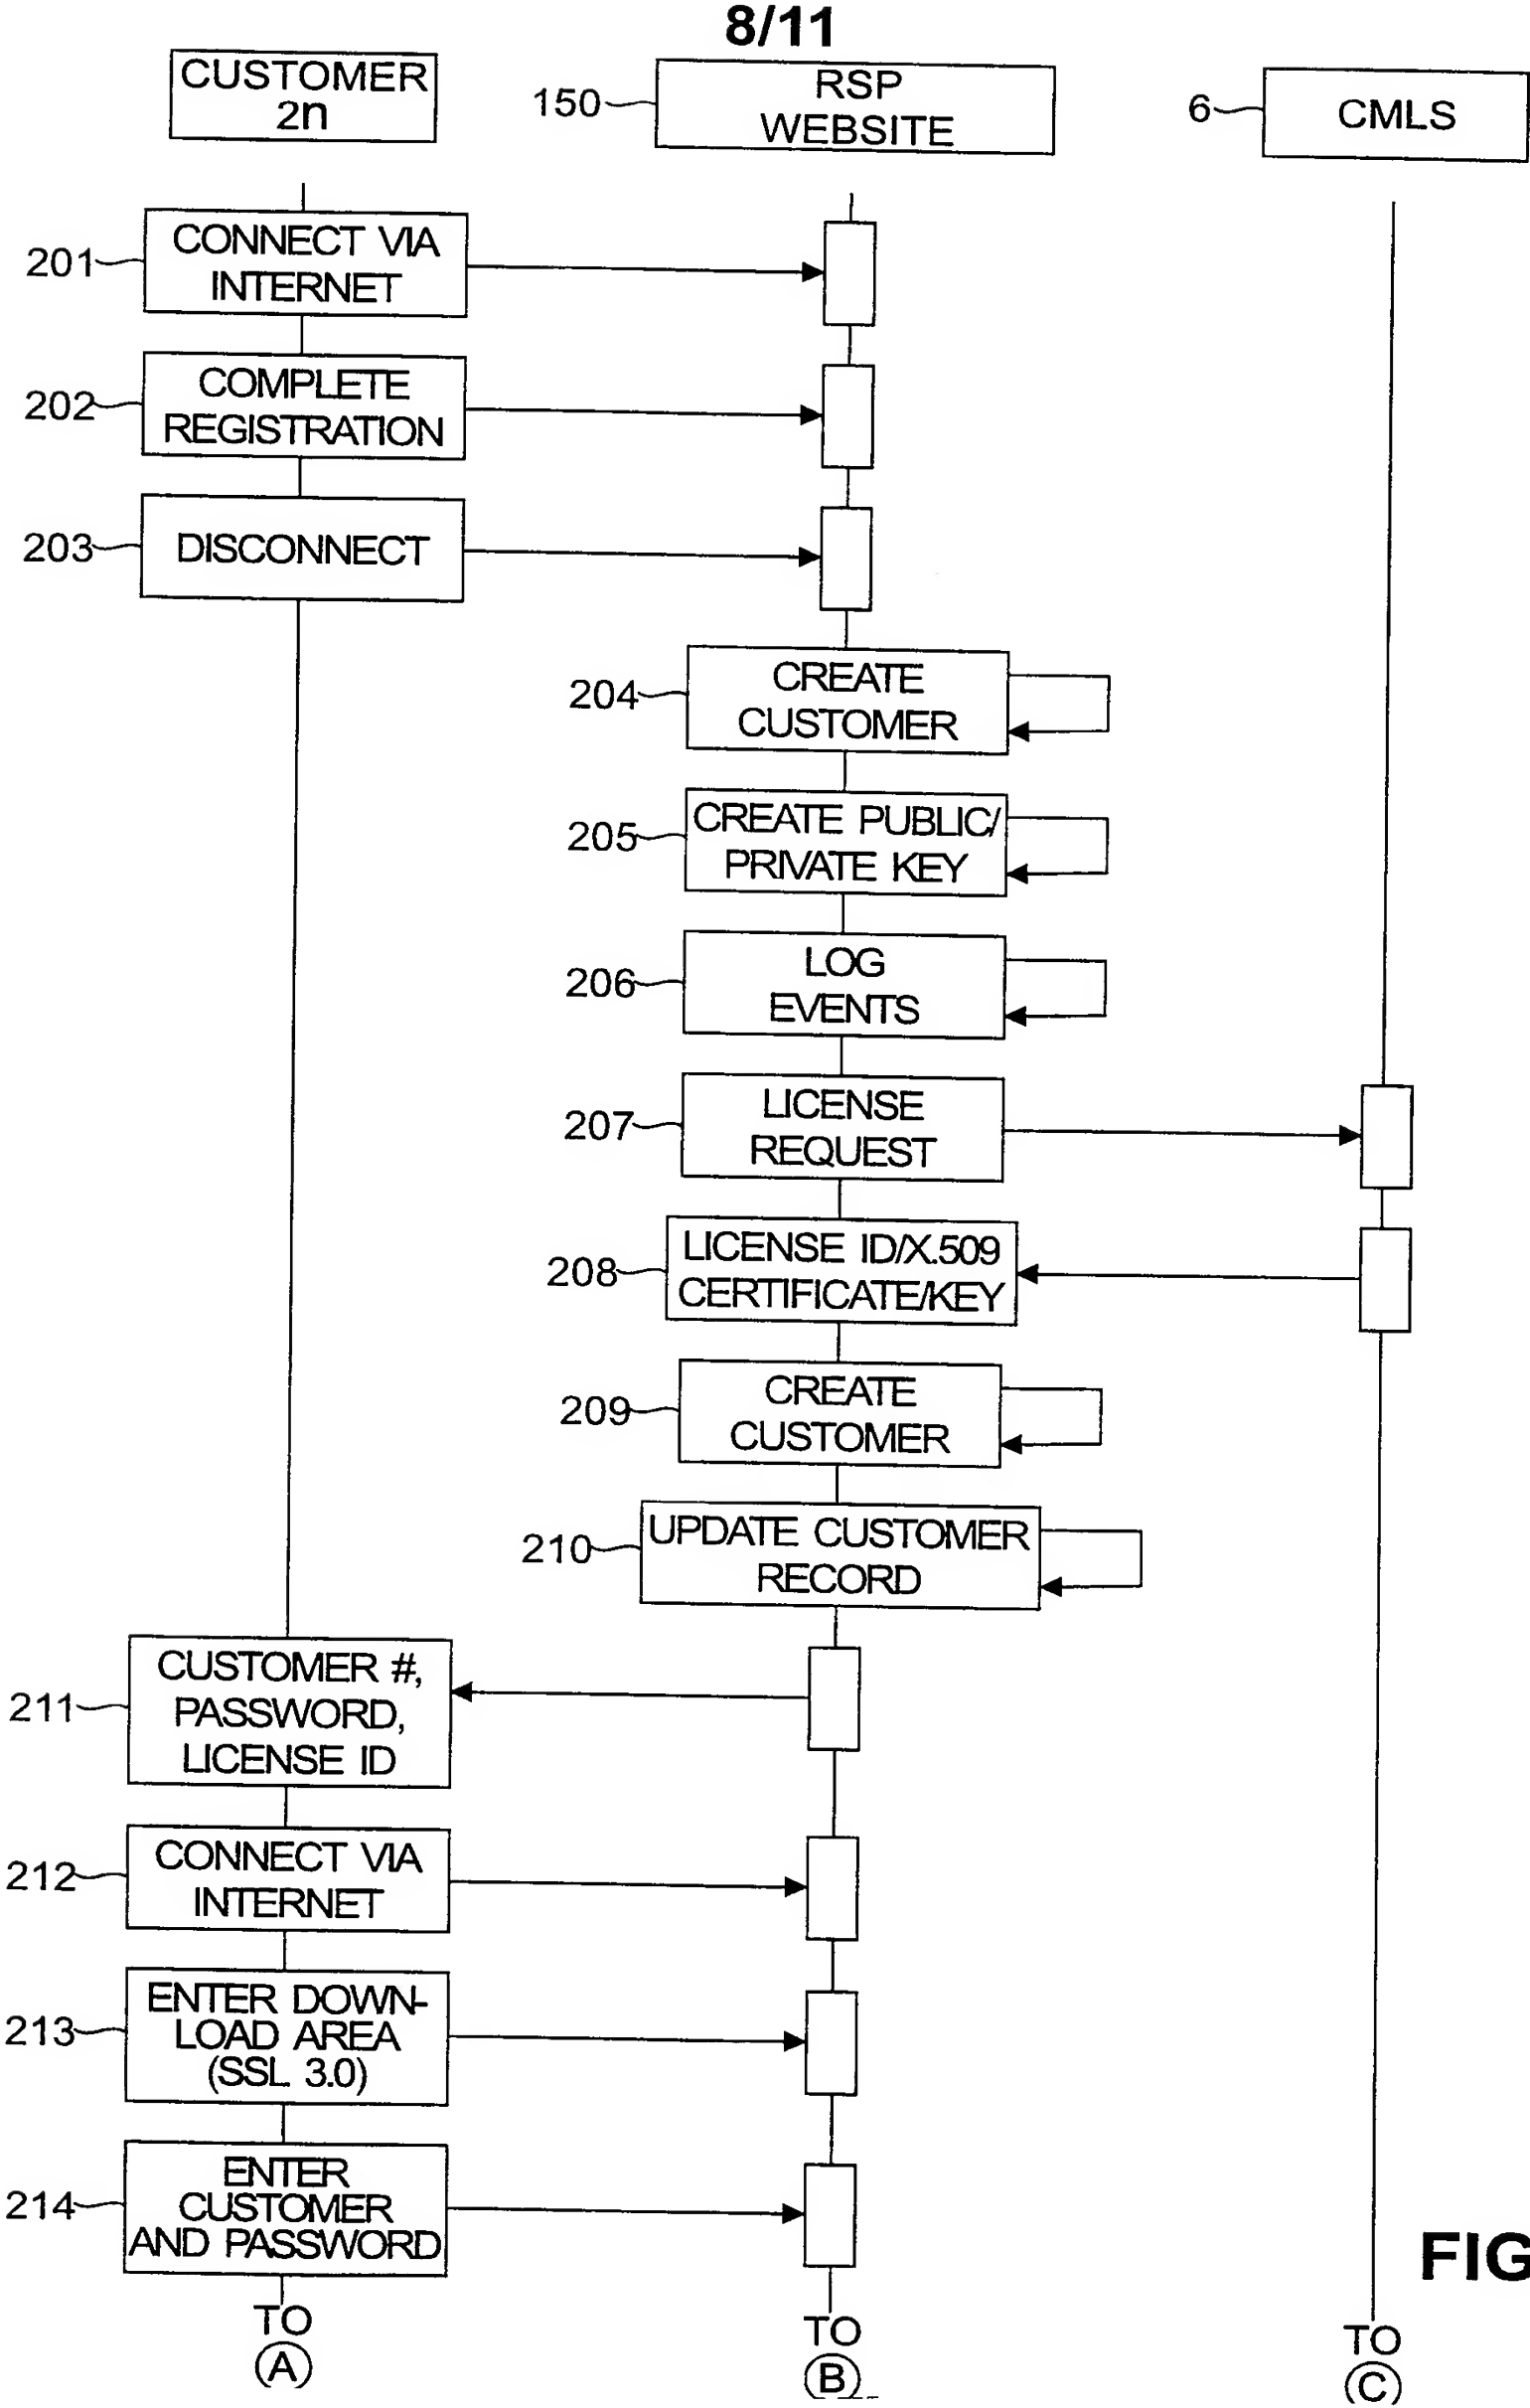 8/11
CUSTOMER
2n
150
RSP
WEBSITE
6
CMLS
201
CONNECT VIA
INTERNET
202
COMPLETE
REGISTRATION
203
DISCONNECT
204
CREATE
CUSTOMER
205
CREATE PUBLIC/
PRIVATE KEY
206
LOG
EVENTS
207
LICENSE
REQUEST
208
LICENSE ID/X.509
CERTIFICATE/KEY
209
CREATE
CUSTOMER
210
UPDATE CUSTOMER
RECORD
211
CUSTOMER #,
PASSWORD,
LICENSE ID
212
CONNECT VIA
INTERNET
213
ENTER DOWN-
LOAD AREA
(SSL 3.0)
214
ENTER
CUSTOMER
AND PASSWORD
FIG
TO
A
TO
B
TO
C